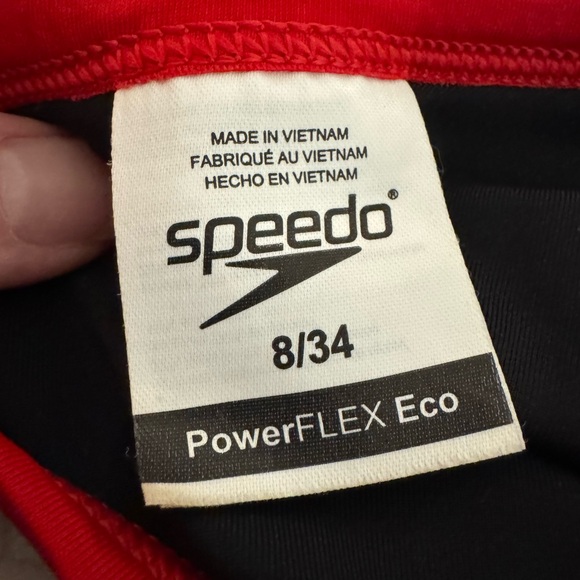 MADE IN VIETNAM
FABRIQUÉ AU VIETNAM
HECHO EN VIETNAM
speedo®
8/34
PowerFLEX Eco